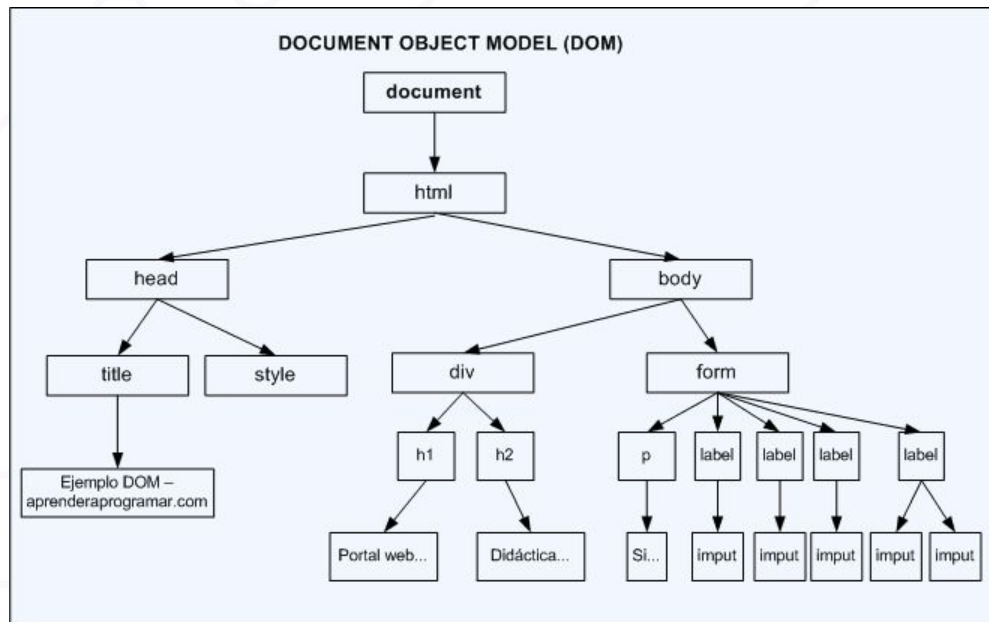 DOCUMENT OBJECT MODEL (DOM)
document
html
head
body
title
style
div
form
h1
h2
p
label
label
label
label
Ejemplo DOM –
aprenderaprogramar.com
Portal web...
Didáctica...
Si...
imput
imput
imput
imput
imput